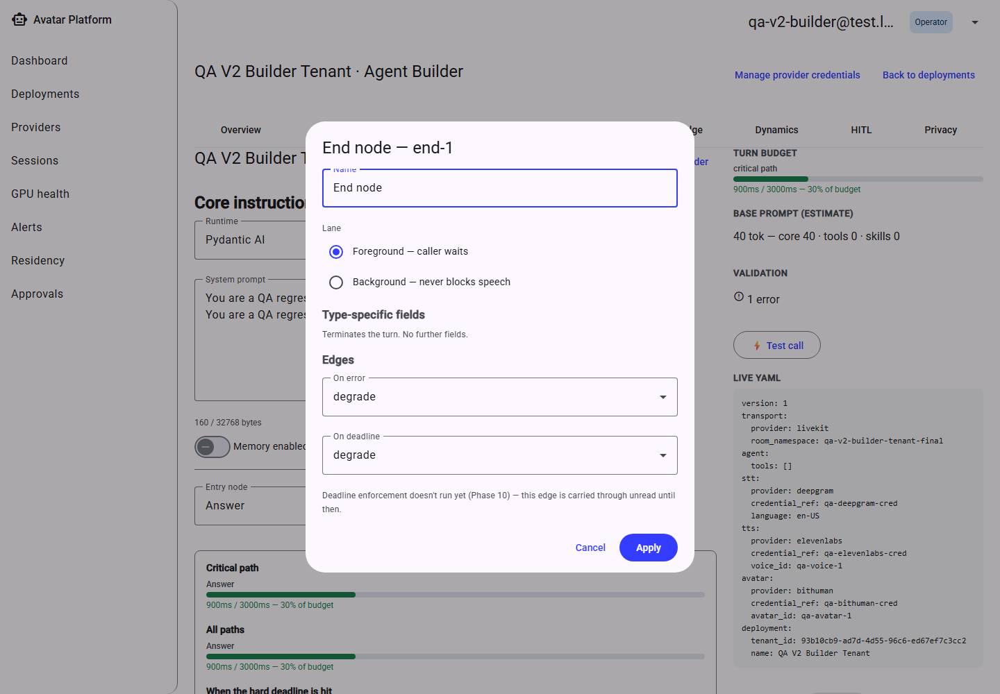 Avatar Platform
Dashboard
Deployments
Providers
Sessions
GPU health
Alerts
Residency
Approvals
qa-v2-builder@test.l...
Operator
QA V2 Builder Tenant · Agent Builder
Manage provider credentials
Back to deployments
Overview
Dynamics
HITL
Privacy
QA V2 Builder
Core
Runtime
Pydantic AI
System prompt
You are a QA
You are a QA
160 / 32768 bytes
Memory enabled
Entry node
Answer
Critical path
Answer
900ms / 3000ms — 30% of budget
All paths
Answer
900ms / 3000ms — 30% of budget
When the hard deadline is hit
End node — end-1
Name
End node
Lane
Foreground — caller waits
Background — never blocks speech
Type-specific fields
Terminates the turn. No further fields.
Edges
On error
degrade
On deadline
degrade
Deadline enforcement doesn't run yet (Phase 10) — this edge is carried through unread until
then.
Cancel
Apply
TURN BUDGET
critical path
900ms / 3000ms — 30% of budget
BASE PROMPT (ESTIMATE)
40 tok — core 40 · tools 0 · skills 0
VALIDATION
1 error
Test call
LIVE YAML
version: 1
transport:
provider: livekit
room_namespace: qa-v2-builder-tenant-final
agent:
tools: []
stt:
provider: deepgram
credential_ref: qa-deepgram-cred
language: en-US
tts:
provider: elevenlabs
credential_ref: qa-elevenlabs-cred
voice_id: qa-voice-1
avatar:
provider: bithuman
credential_ref: qa-bithuman-cred
avatar_id: qa-avatar-1
deployment:
tenant_id: 93b10cb9-ad7d-4d55-96c6-ed67ef7c3cc2
name: QA V2 Builder Tenant